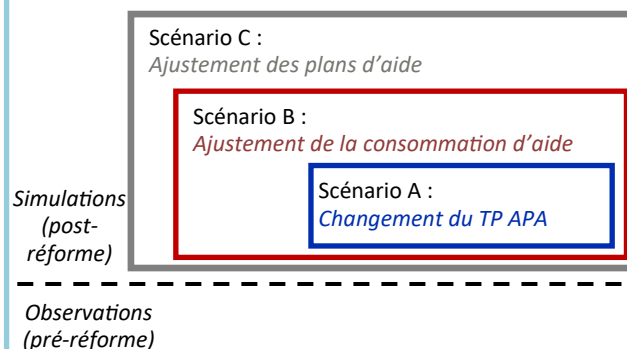 Scénario C :
Ajustement des plans d'aide
Scénario B :
Ajustement de la consommation d'aide
Scénario A :
Changement du TP APA
Simulations
(post-
réforme)
Observations
(pré-réforme)